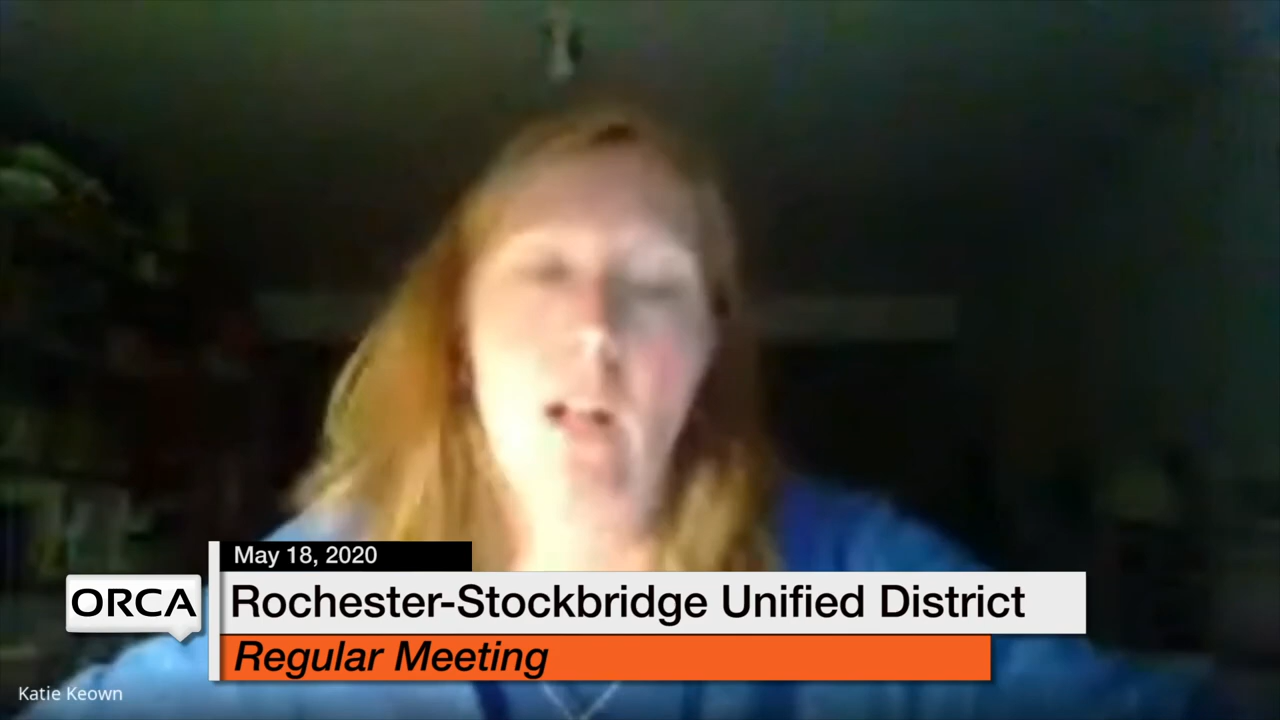 May 18, 2020
ORCA
Rochester-Stockbridge Unified District
Regular Meeting
Katie Keown